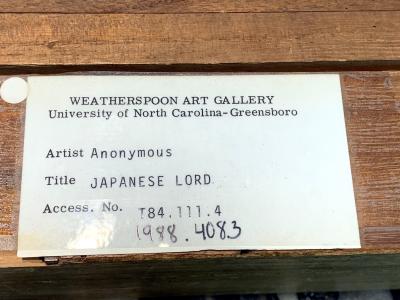 WEATHERSPOON ART GALLERY
University of North Carolina-Greensboro
Artist Anonymous
Title JAPANESE LORD
Access. No. T84.111.4
1988.4083